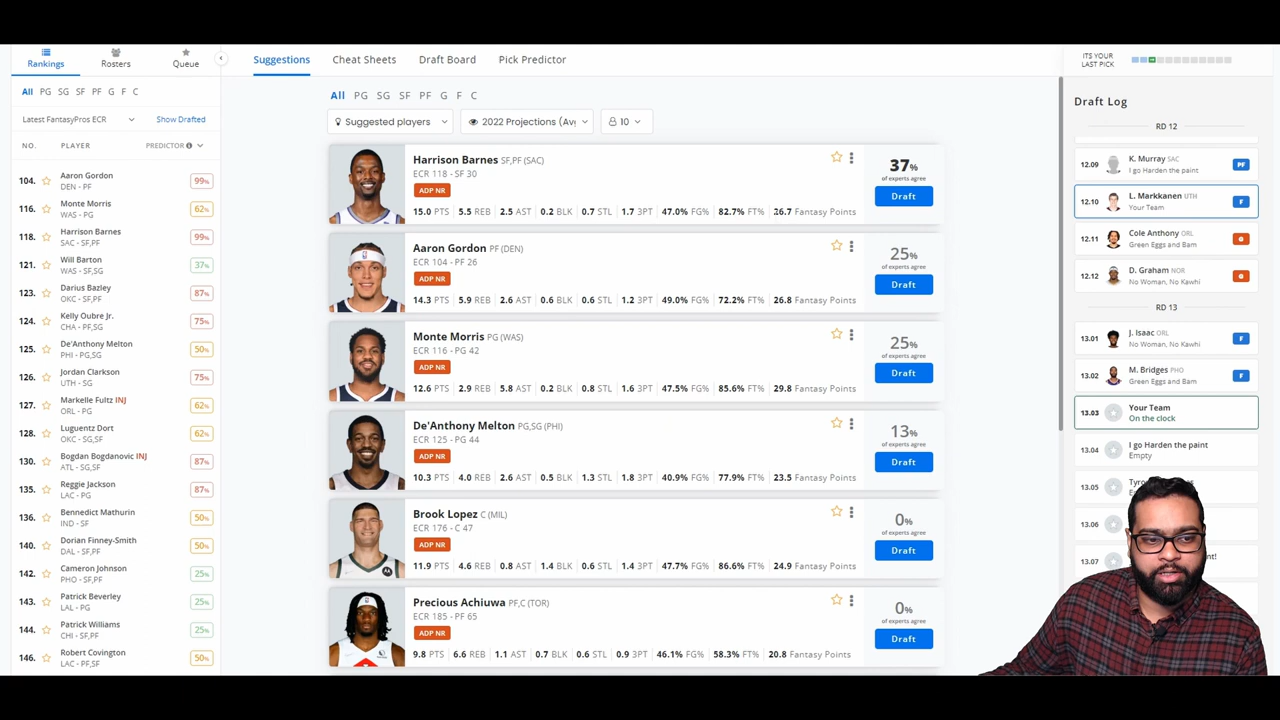 Rankings
Rosters
Queue
Suggestions
Cheat Sheets
Draft Board
Pick Predictor
ITS YOUR
LAST PICK
All PG SG SF PF G F C
Latest FantasyPros ECR
Show Drafted
NO. PLAYER PREDICTOR
104. Aaron Gordon 99%
DEN - PF
116. Monte Morris 62%
WAS - PG
118. Harrison Barnes 99%
SAC - SF,PF
121. Will Barton 37%
WAS - SF,SG
123. Darius Bazley 87%
OKC - SF,PF
124. Kelly Oubre Jr. 75%
CHA - PF,SG
125. De'Anthony Melton 50%
PHI - PG,SG
126. Jordan Clarkson 75%
UTH - SG
127. Markelle Fultz INJ 62%
ORL - PG
128. Luguentz Dort 62%
OKC - SG,SF
130. Bogdan Bogdanovic INJ 87%
ATL - SG,SF
135. Reggie Jackson 87%
LAC - PG
136. Bennedict Mathurin 50%
IND - SF
140. Dorian Finney-Smith 50%
DAL - SF,PF
142. Cameron Johnson 25%
PHO - SF,PF
143. Patrick Beverley 25%
LAL - PG
144. Patrick Williams 25%
CHI - SF,PF
146. Robert Covington 50%
LAC - PF,SF
All PG SG SF PF G F C
Suggested players
2022 Projections (Av
10
Harrison Barnes SF,PF (SAC)
ECR 118 - SF 30
ADP NR
15.0 PTS 5.5 REB 2.5 AST 0.2 BLK 0.7 STL 1.7 3PT 47.0% FG% 82.7% FT% 26.7 Fantasy Points
37%
of experts agree
Draft
Aaron Gordon PF (DEN)
ECR 104 - PF 26
ADP NR
14.3 PTS 5.9 REB 2.6 AST 0.6 BLK 0.6 STL 1.2 3PT 49.0% FG% 72.2% FT% 26.8 Fantasy Points
25%
of experts agree
Draft
Monte Morris PG (WAS)
ECR 116 - PG 42
ADP NR
12.6 PTS 2.9 REB 5.8 AST 0.2 BLK 0.8 STL 1.6 3PT 47.5% FG% 85.6% FT% 29.8 Fantasy Points
25%
of experts agree
Draft
De'Anthony Melton PG,SG (PHI)
ECR 125 - PG 44
ADP NR
10.3 PTS 4.0 REB 2.6 AST 0.5 BLK 1.3 STL 1.8 3PT 40.9% FG% 77.9% FT% 23.5 Fantasy Points
13%
of experts agree
Draft
Brook Lopez C (MIL)
ECR 176 - C 47
ADP NR
11.9 PTS 4.6 REB 0.8 AST 1.4 BLK 0.6 STL 1.4 3PT 47.7% FG% 86.6% FT% 24.9 Fantasy Points
0%
of experts agree
Draft
Precious Achiuwa PF,C (TOR)
ECR 185 - PF 65
ADP NR
9.8 PTS 6.6 REB 1.1 AST 0.7 BLK 0.6 STL 0.9 3PT 46.1% FG% 58.3% FT% 20.8 Fantasy Points
0%
of experts agree
Draft
Draft Log
RD 12
12.09 K. Murray SAC PF
I go Harden the paint
12.10 L. Markkanen UTH F
Your Team
12.11 Cole Anthony ORL G
Green Eggs and Bam
12.12 D. Graham NOR G
No Woman, No Kawhi
RD 13
13.01 J. Isaac ORL F
No Woman, No Kawhi
13.02 M. Bridges PHO F
Green Eggs and Bam
13.03 Your Team
On the clock
13.04 I go Harden the paint
Empty
13.05
13.06
13.07